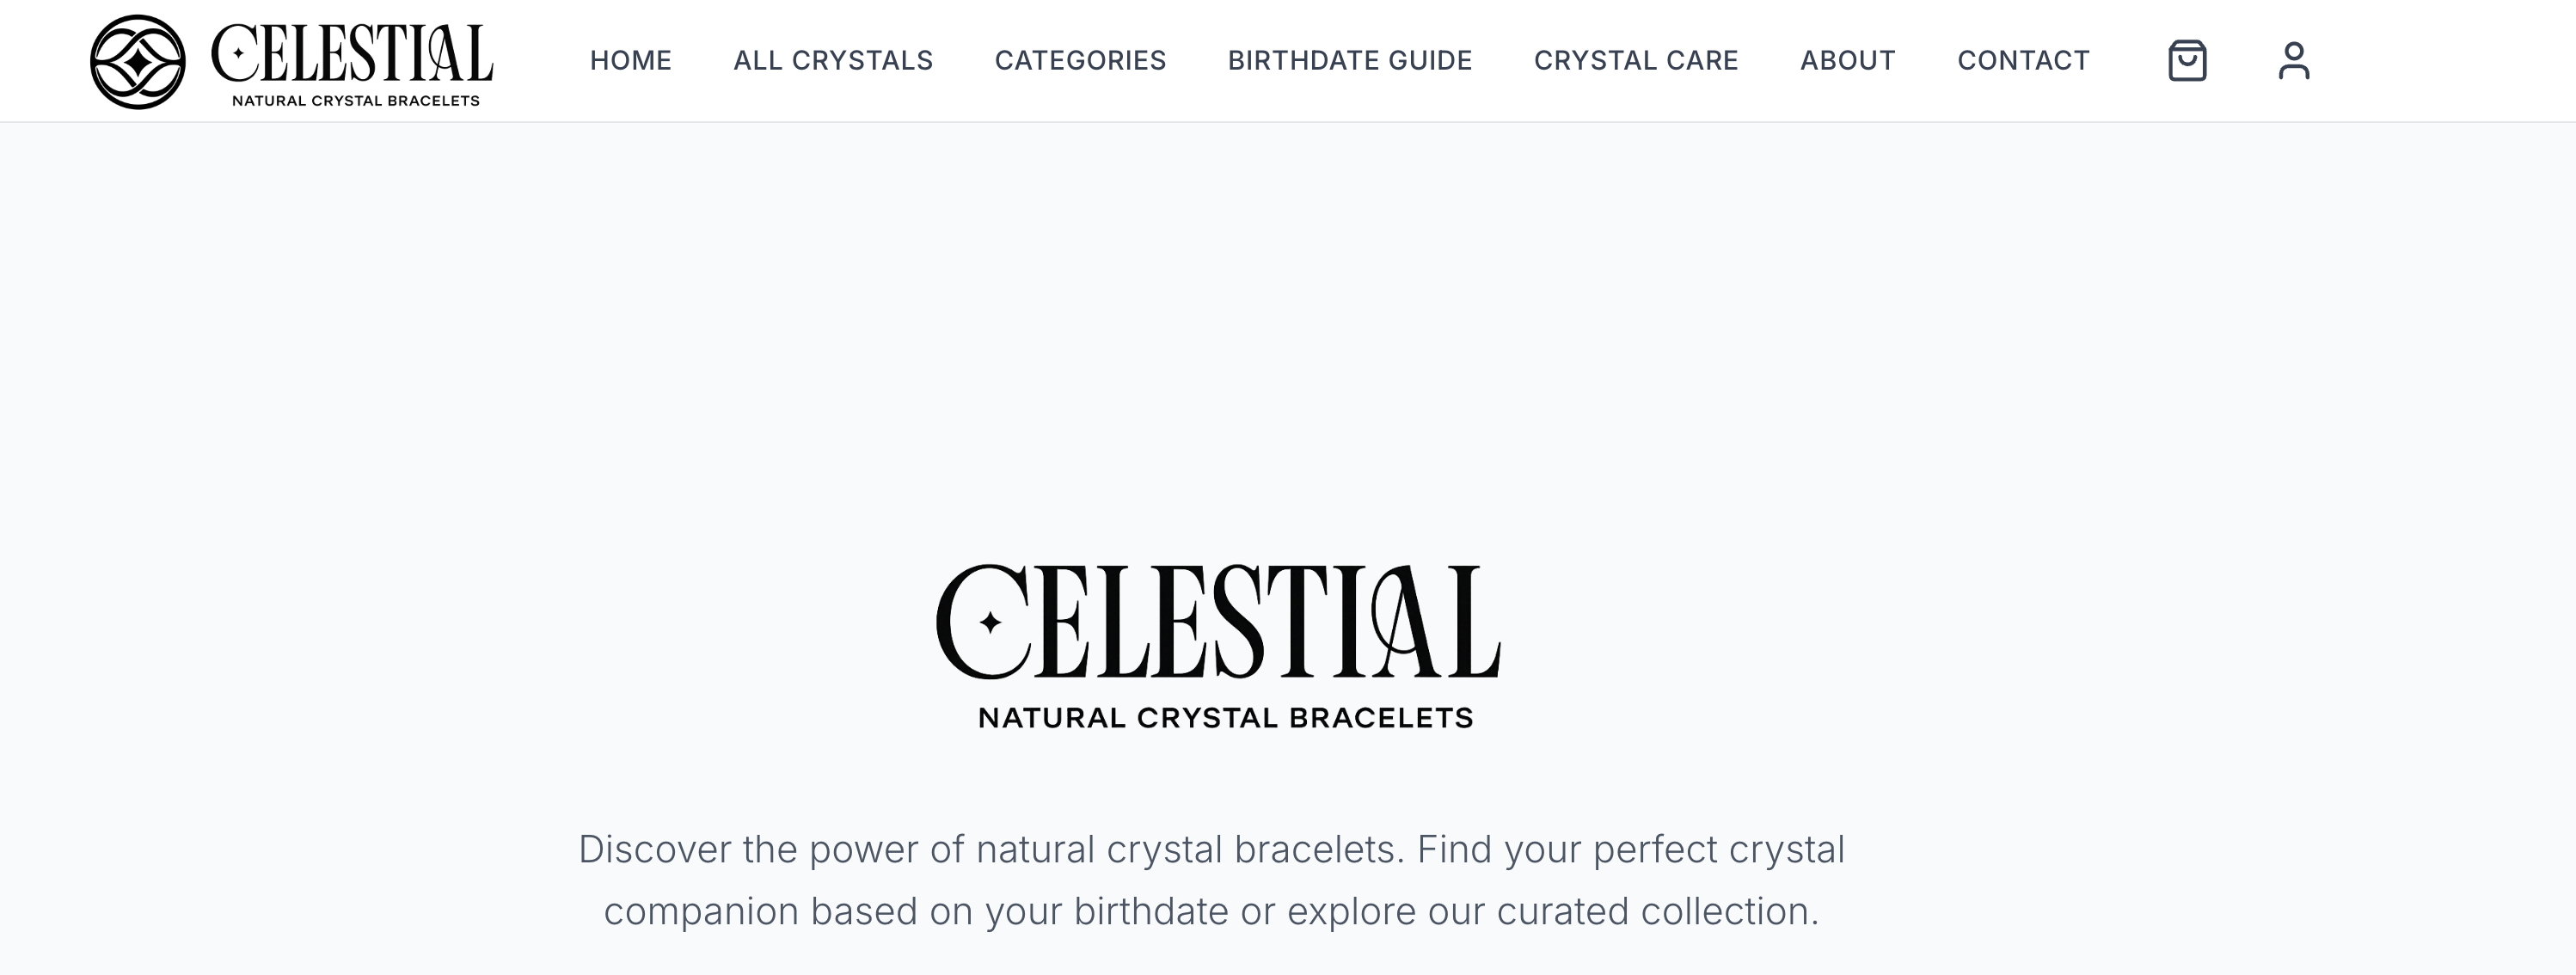 CELESTIAL
NATURAL CRYSTAL BRACELETS
HOME ALL CRYSTALS CATEGORIES BIRTHDATE GUIDE CRYSTAL CARE ABOUT CONTACT
CELESTIAL
NATURAL CRYSTAL BRACELETS
Discover the power of natural crystal bracelets. Find your perfect crystal
companion based on your birthdate or explore our curated collection.